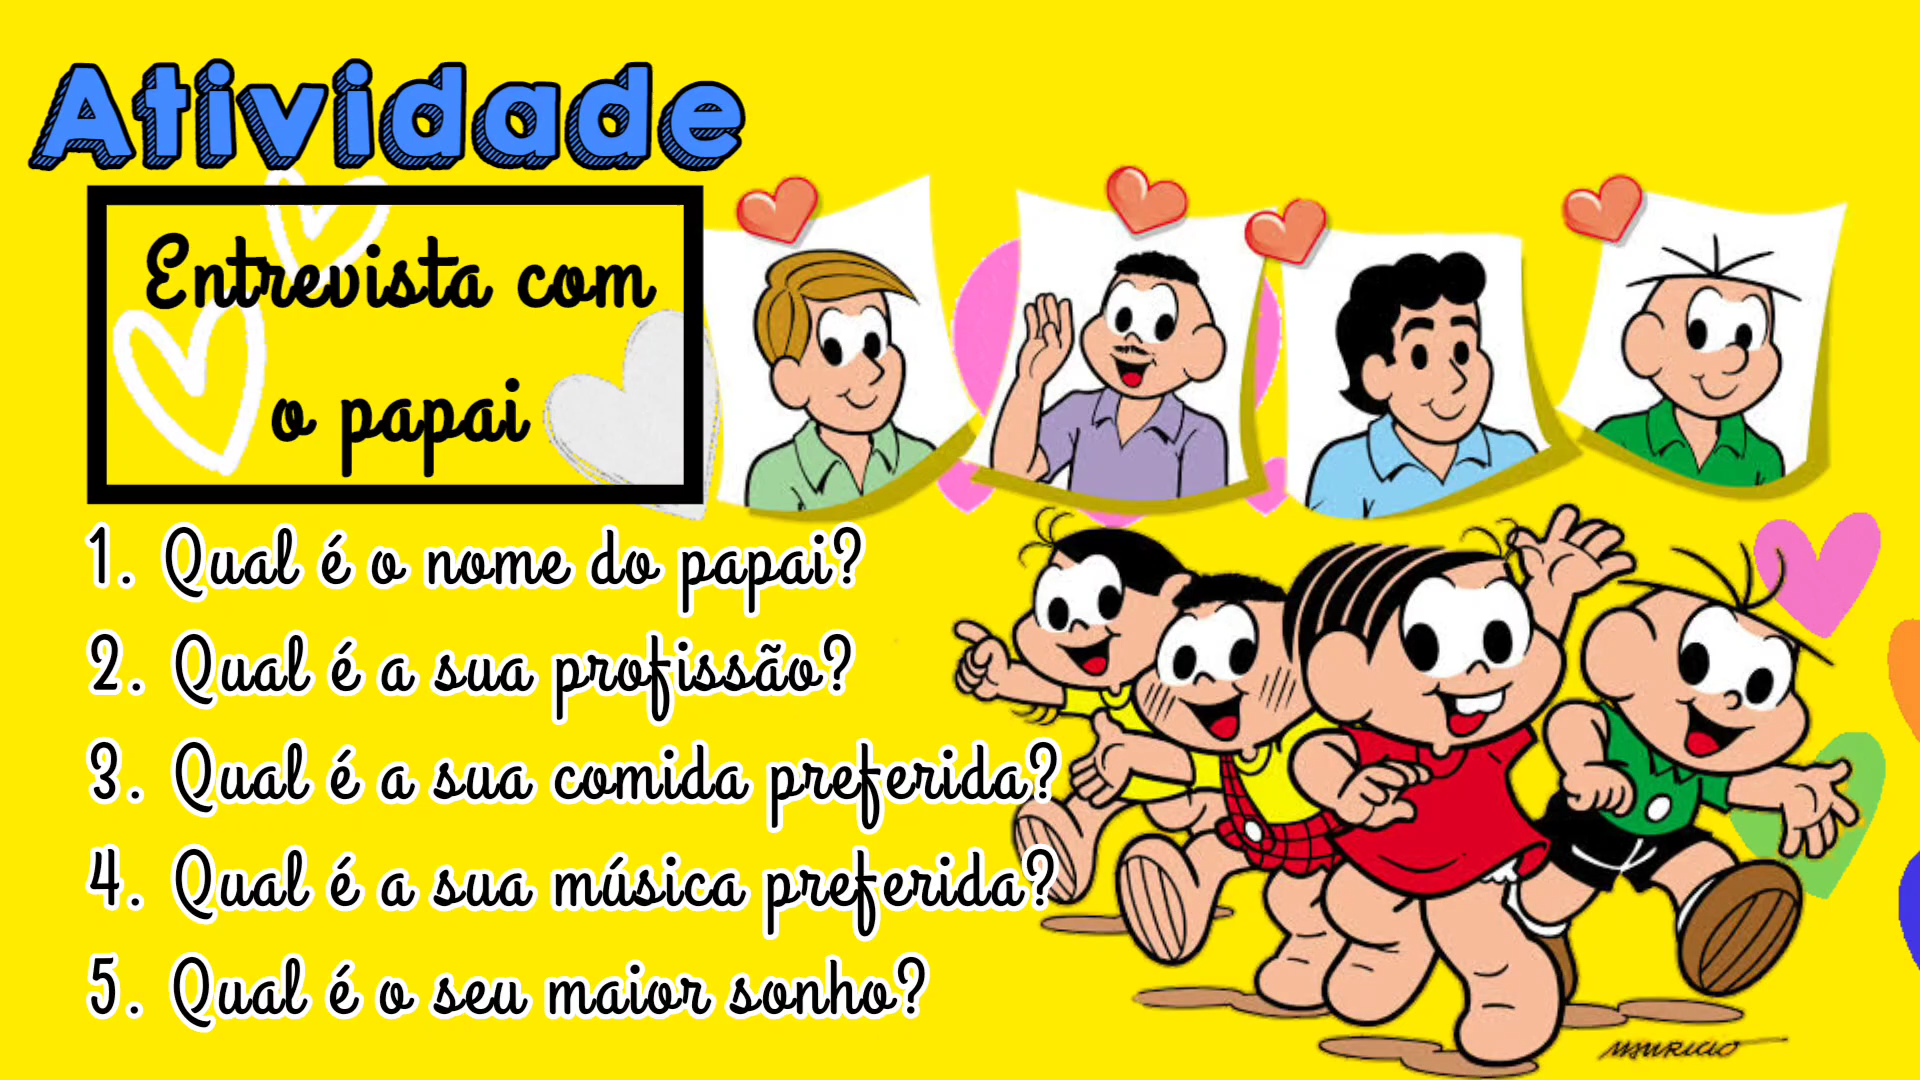 Atividade
Entrevista com
o papai
1. Qual é o nome do papai?
2. Qual é a sua profissão?
3. Qual é a sua comida preferida?
4. Qual é a sua música preferida?
5. Qual é o seu maior sonho?
MAURICIO